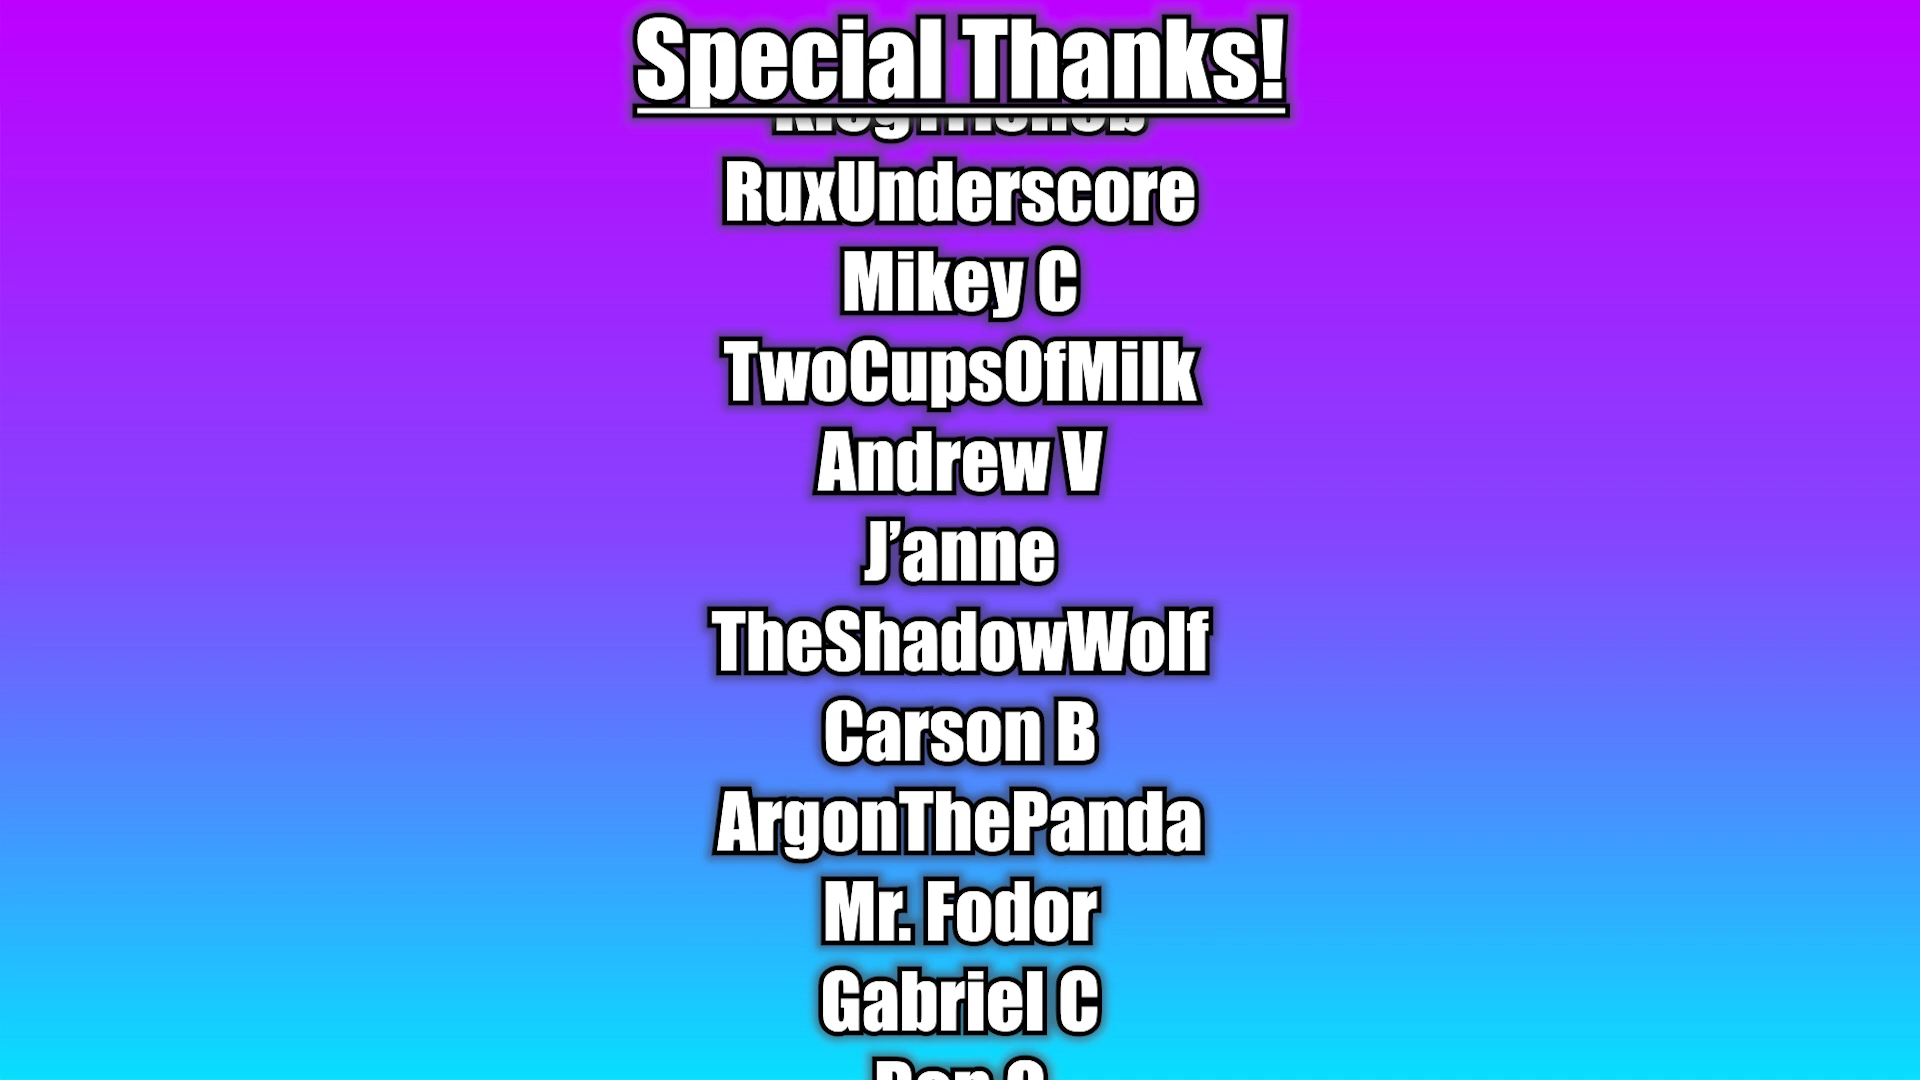 Special Thanks!
RuxUnderscore
Mikey C
TwoCupsOfMilk
Andrew V
J’anne
TheShadowWolf
Carson B
ArgonThePanda
Mr. Fodor
Gabriel C